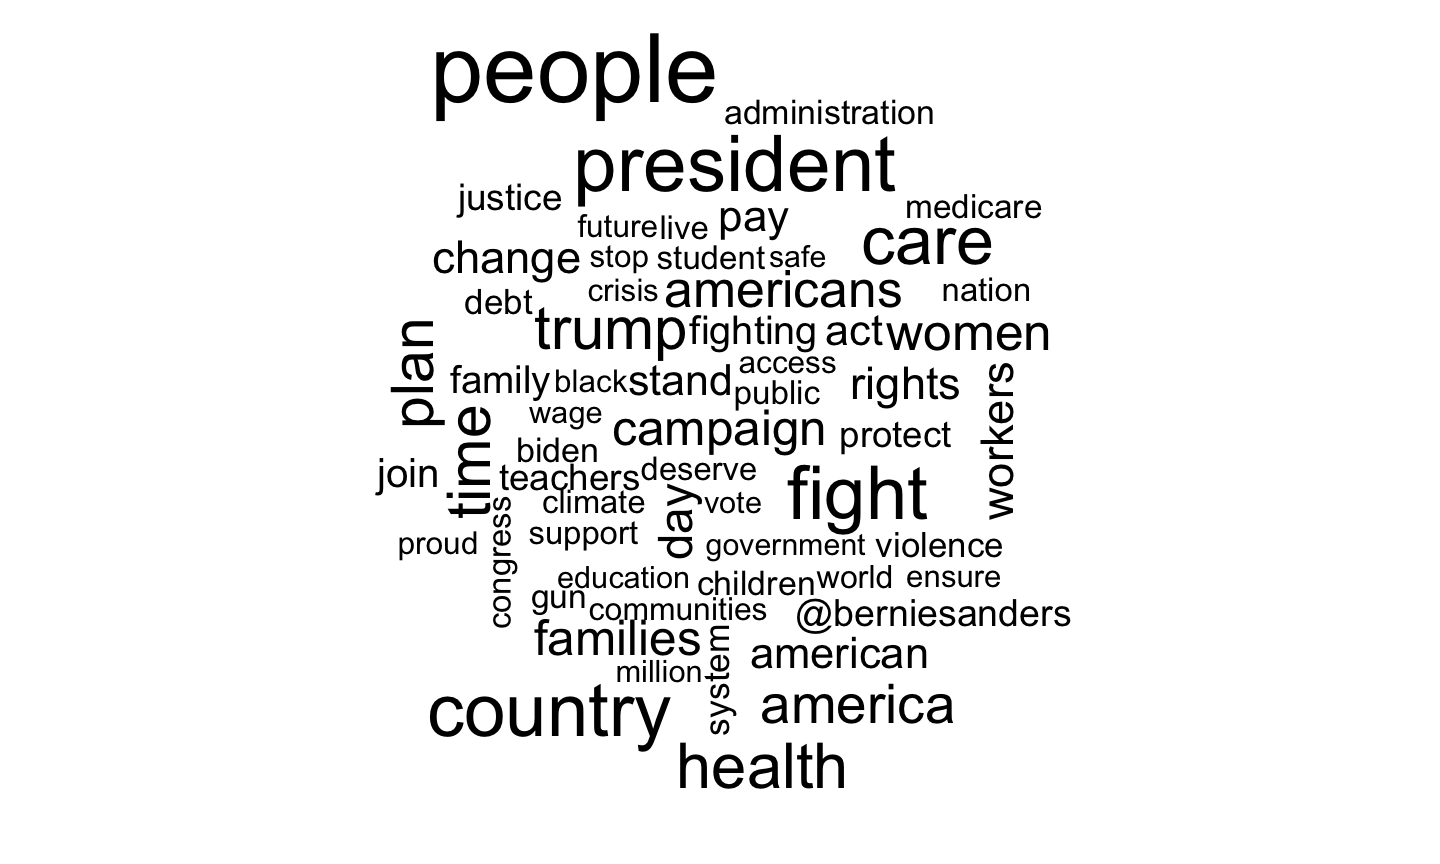 people
administration
president
justice
medicare
future live pay
care
change stop student safe
debt crisis americans nation
plan
trump fighting act women
access
family black stand public rights
workers
wage campaign protect
time
biden
join teachers deserve
fight
climate day vote
congress
proud support government violence
education children world ensure
gun communities @berniesanders
families system american
million
country america
health